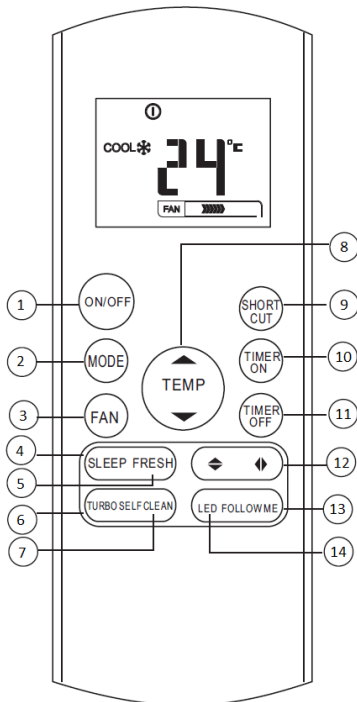 COOL 24°C
FAN
8
1 ON/OFF SHORT CUT 9
2 MODE TEMP TIMER ON 10
3 FAN TIMER OFF 11
4 SLEEP FRESH 12
5
6 TURBO SELF CLEAN LED FOLLOW ME 13
7 14